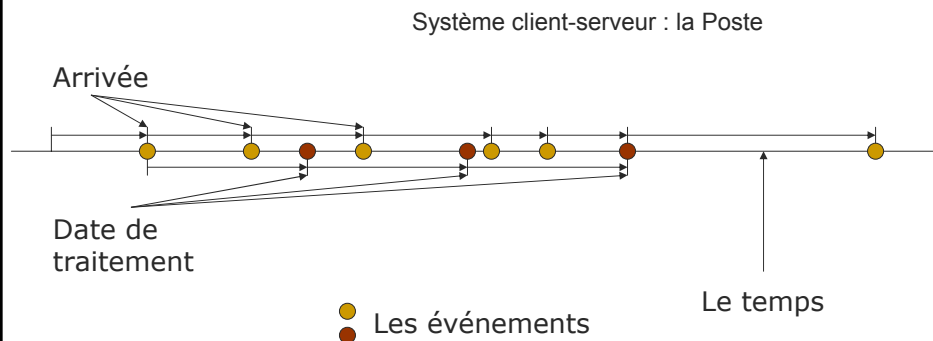 Système client-serveur : la Poste
Arrivée
Date de
traitement
Le temps
Les événements